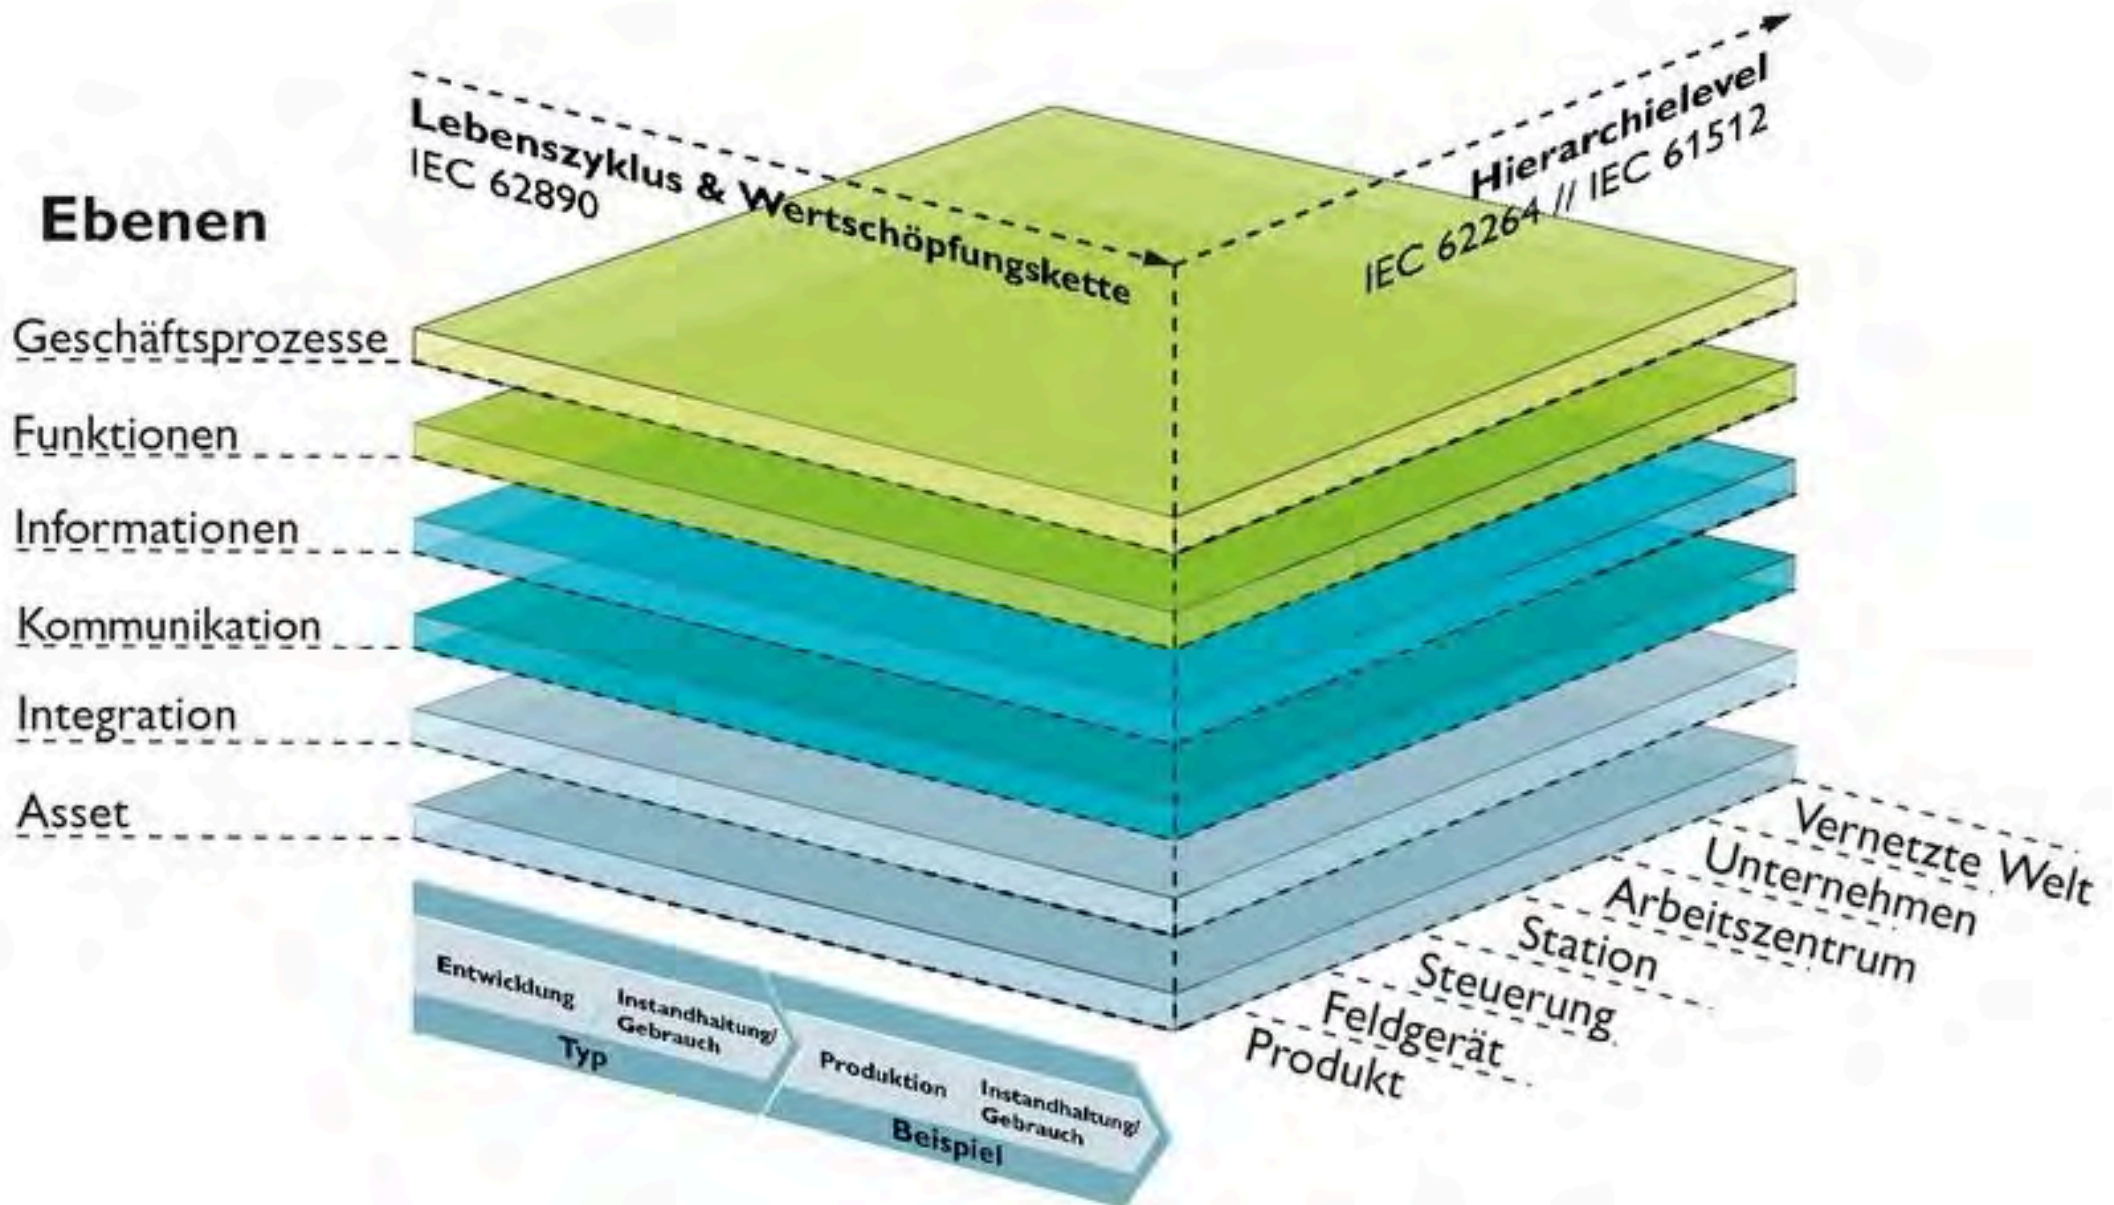 Lebenszyklus & Wertschöpfungskette
IEC 62890
Hierarchielevel
IEC 62264 // IEC 61512
Ebenen
Geschäftsprozesse
Funktionen
Informationen
Kommunikation
Integration
Asset
Vernetzte Welt
Unternehmen
Arbeitszentrum
Station
Steuerung
Feldgerät
Produkt
Entwicklung
Instandhaltung/
Gebrauch
Typ
Produktion
Instandhaltung/
Gebrauch
Beispiel